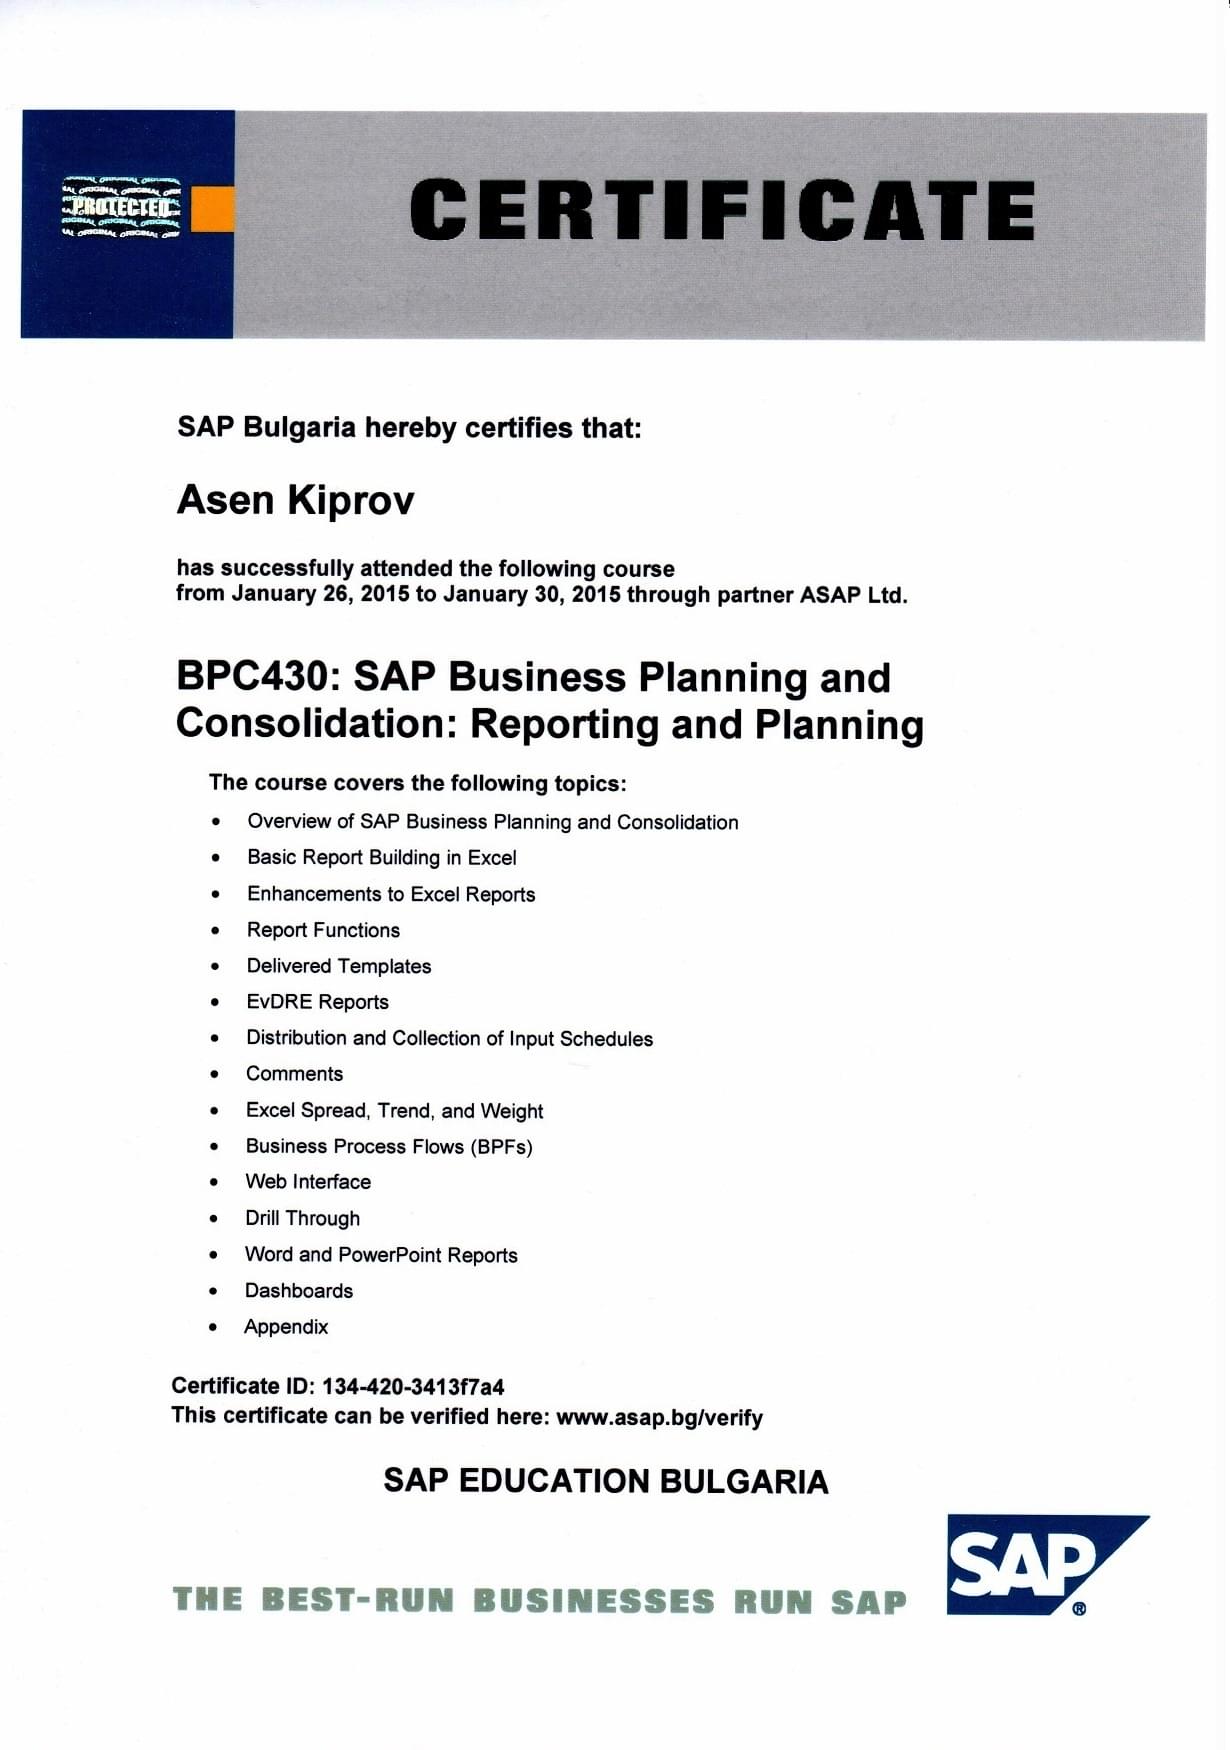 PROTECTED
CERTIFICATE
SAP Bulgaria hereby certifies that:
Asen Kiprov
has successfully attended the following course
from January 26, 2015 to January 30, 2015 through partner ASAP Ltd.
BPC430: SAP Business Planning and
Consolidation: Reporting and Planning
The course covers the following topics:
• Overview of SAP Business Planning and Consolidation
• Basic Report Building in Excel
• Enhancements to Excel Reports
• Report Functions
• Delivered Templates
• EvDRE Reports
• Distribution and Collection of Input Schedules
• Comments
• Excel Spread, Trend, and Weight
• Business Process Flows (BPFs)
• Web Interface
• Drill Through
• Word and PowerPoint Reports
• Dashboards
• Appendix
Certificate ID: 134-420-3413f7a4
This certificate can be verified here: www.asap.bg/verify
SAP EDUCATION BULGARIA
THE BEST-RUN BUSINESSES RUN SAP
SAP®